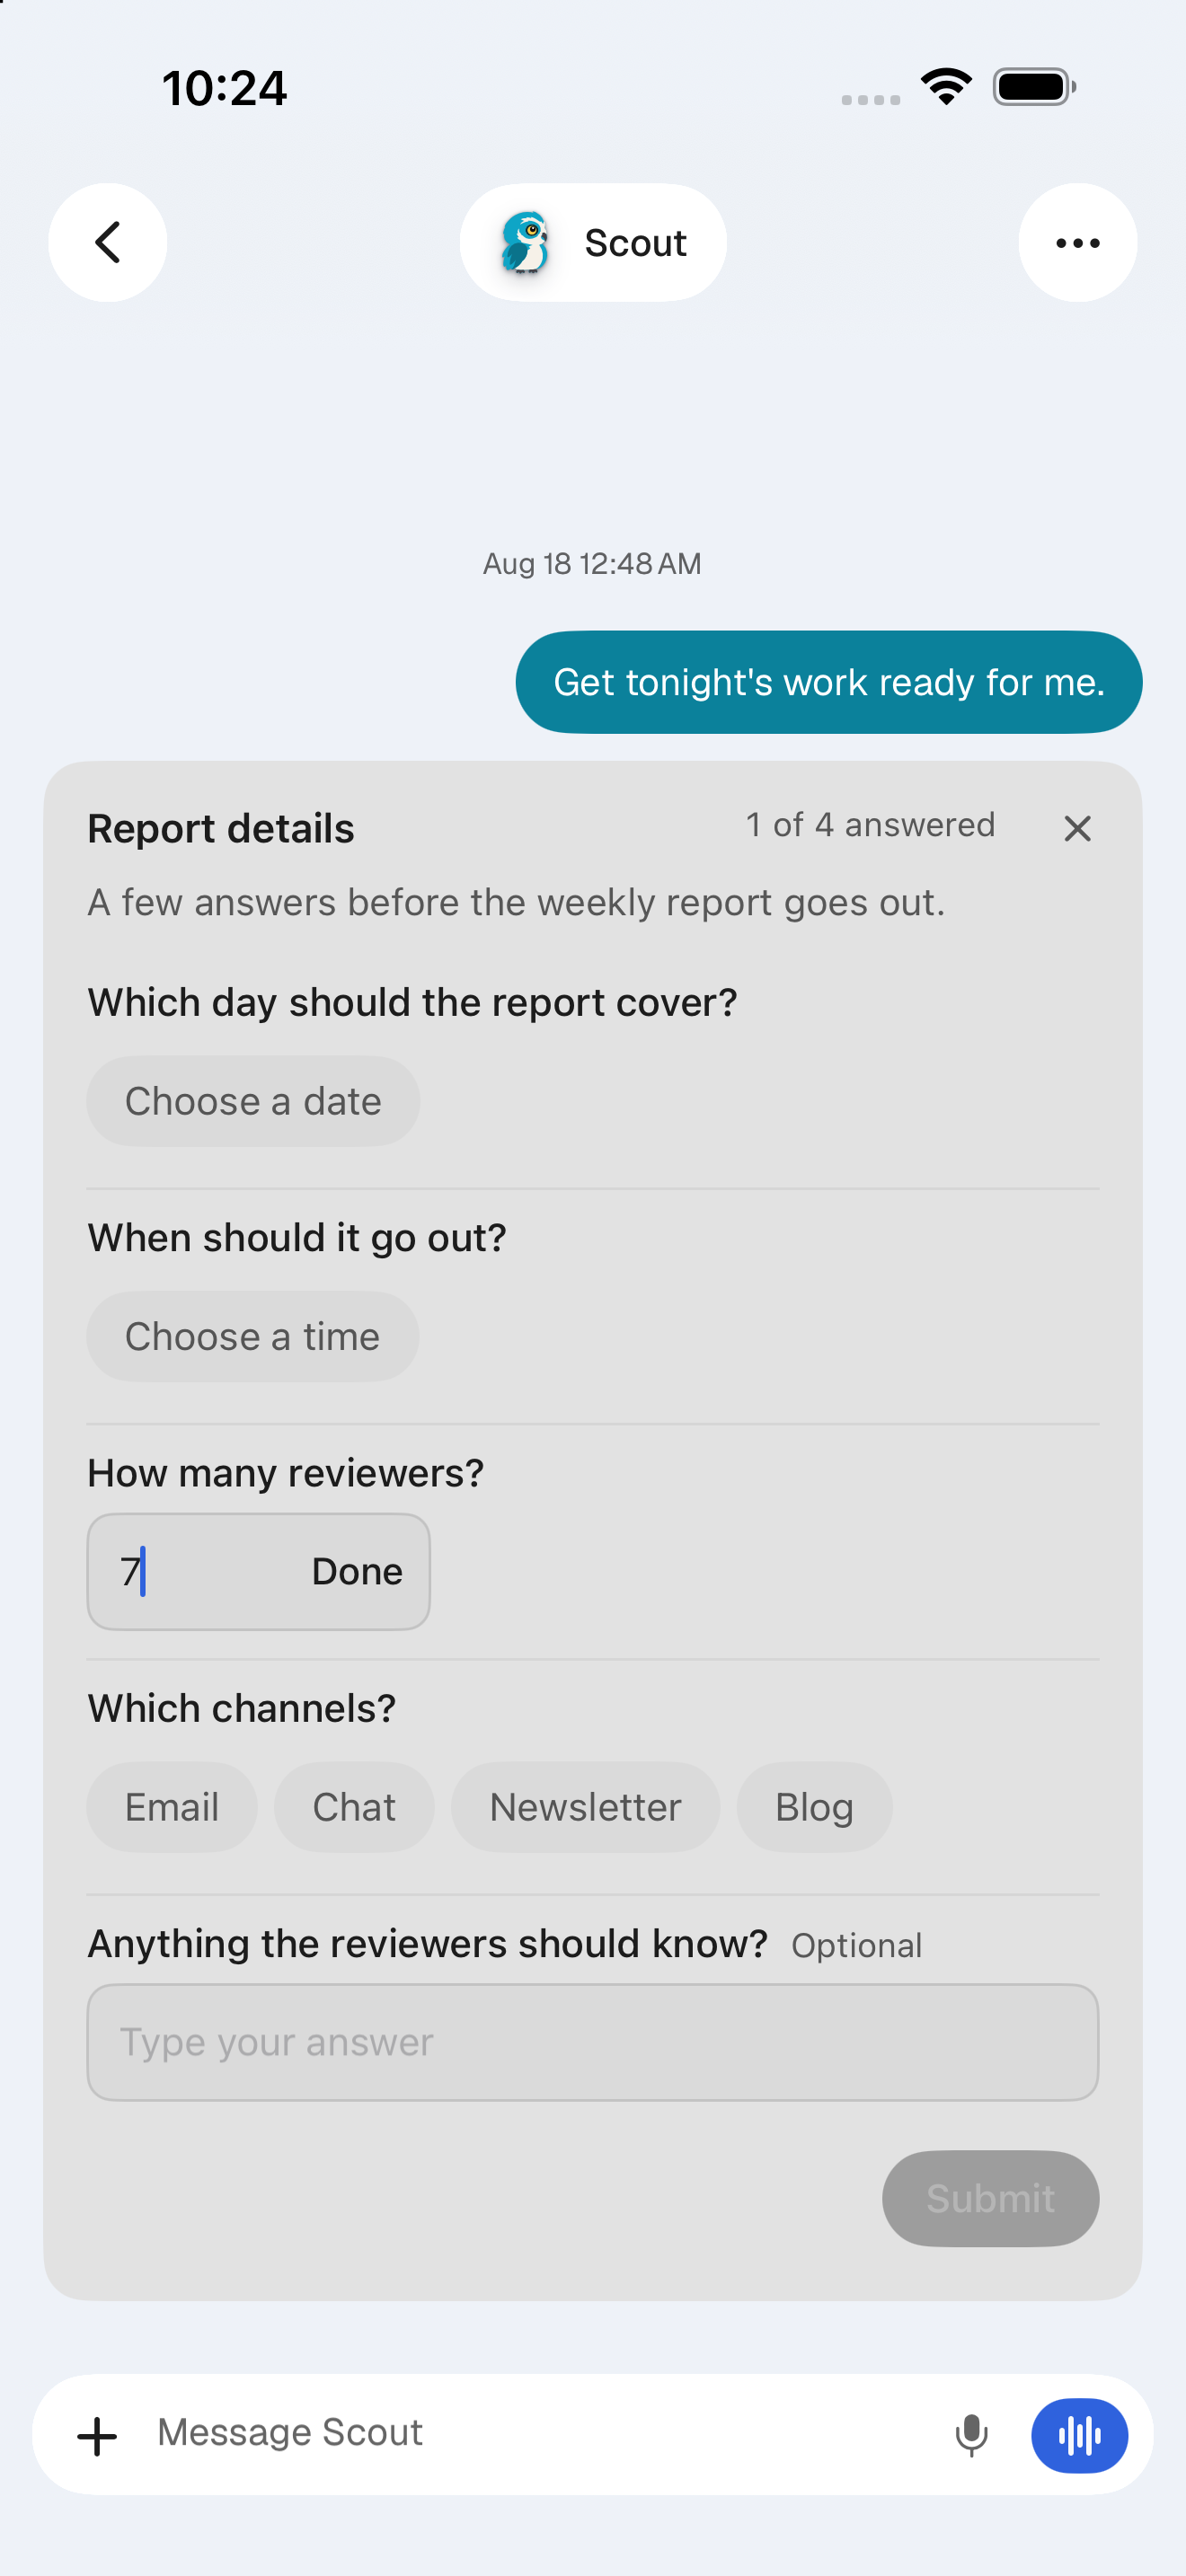 10:24
Scout
Aug 18 12:48 AM
Get tonight's work ready for me.
Report details
1 of 4 answered
A few answers before the weekly report goes out.
Which day should the report cover?
Choose a date
When should it go out?
Choose a time
How many reviewers?
7 Done
Which channels?
Email Chat Newsletter Blog
Anything the reviewers should know? Optional
Type your answer
Submit
Message Scout